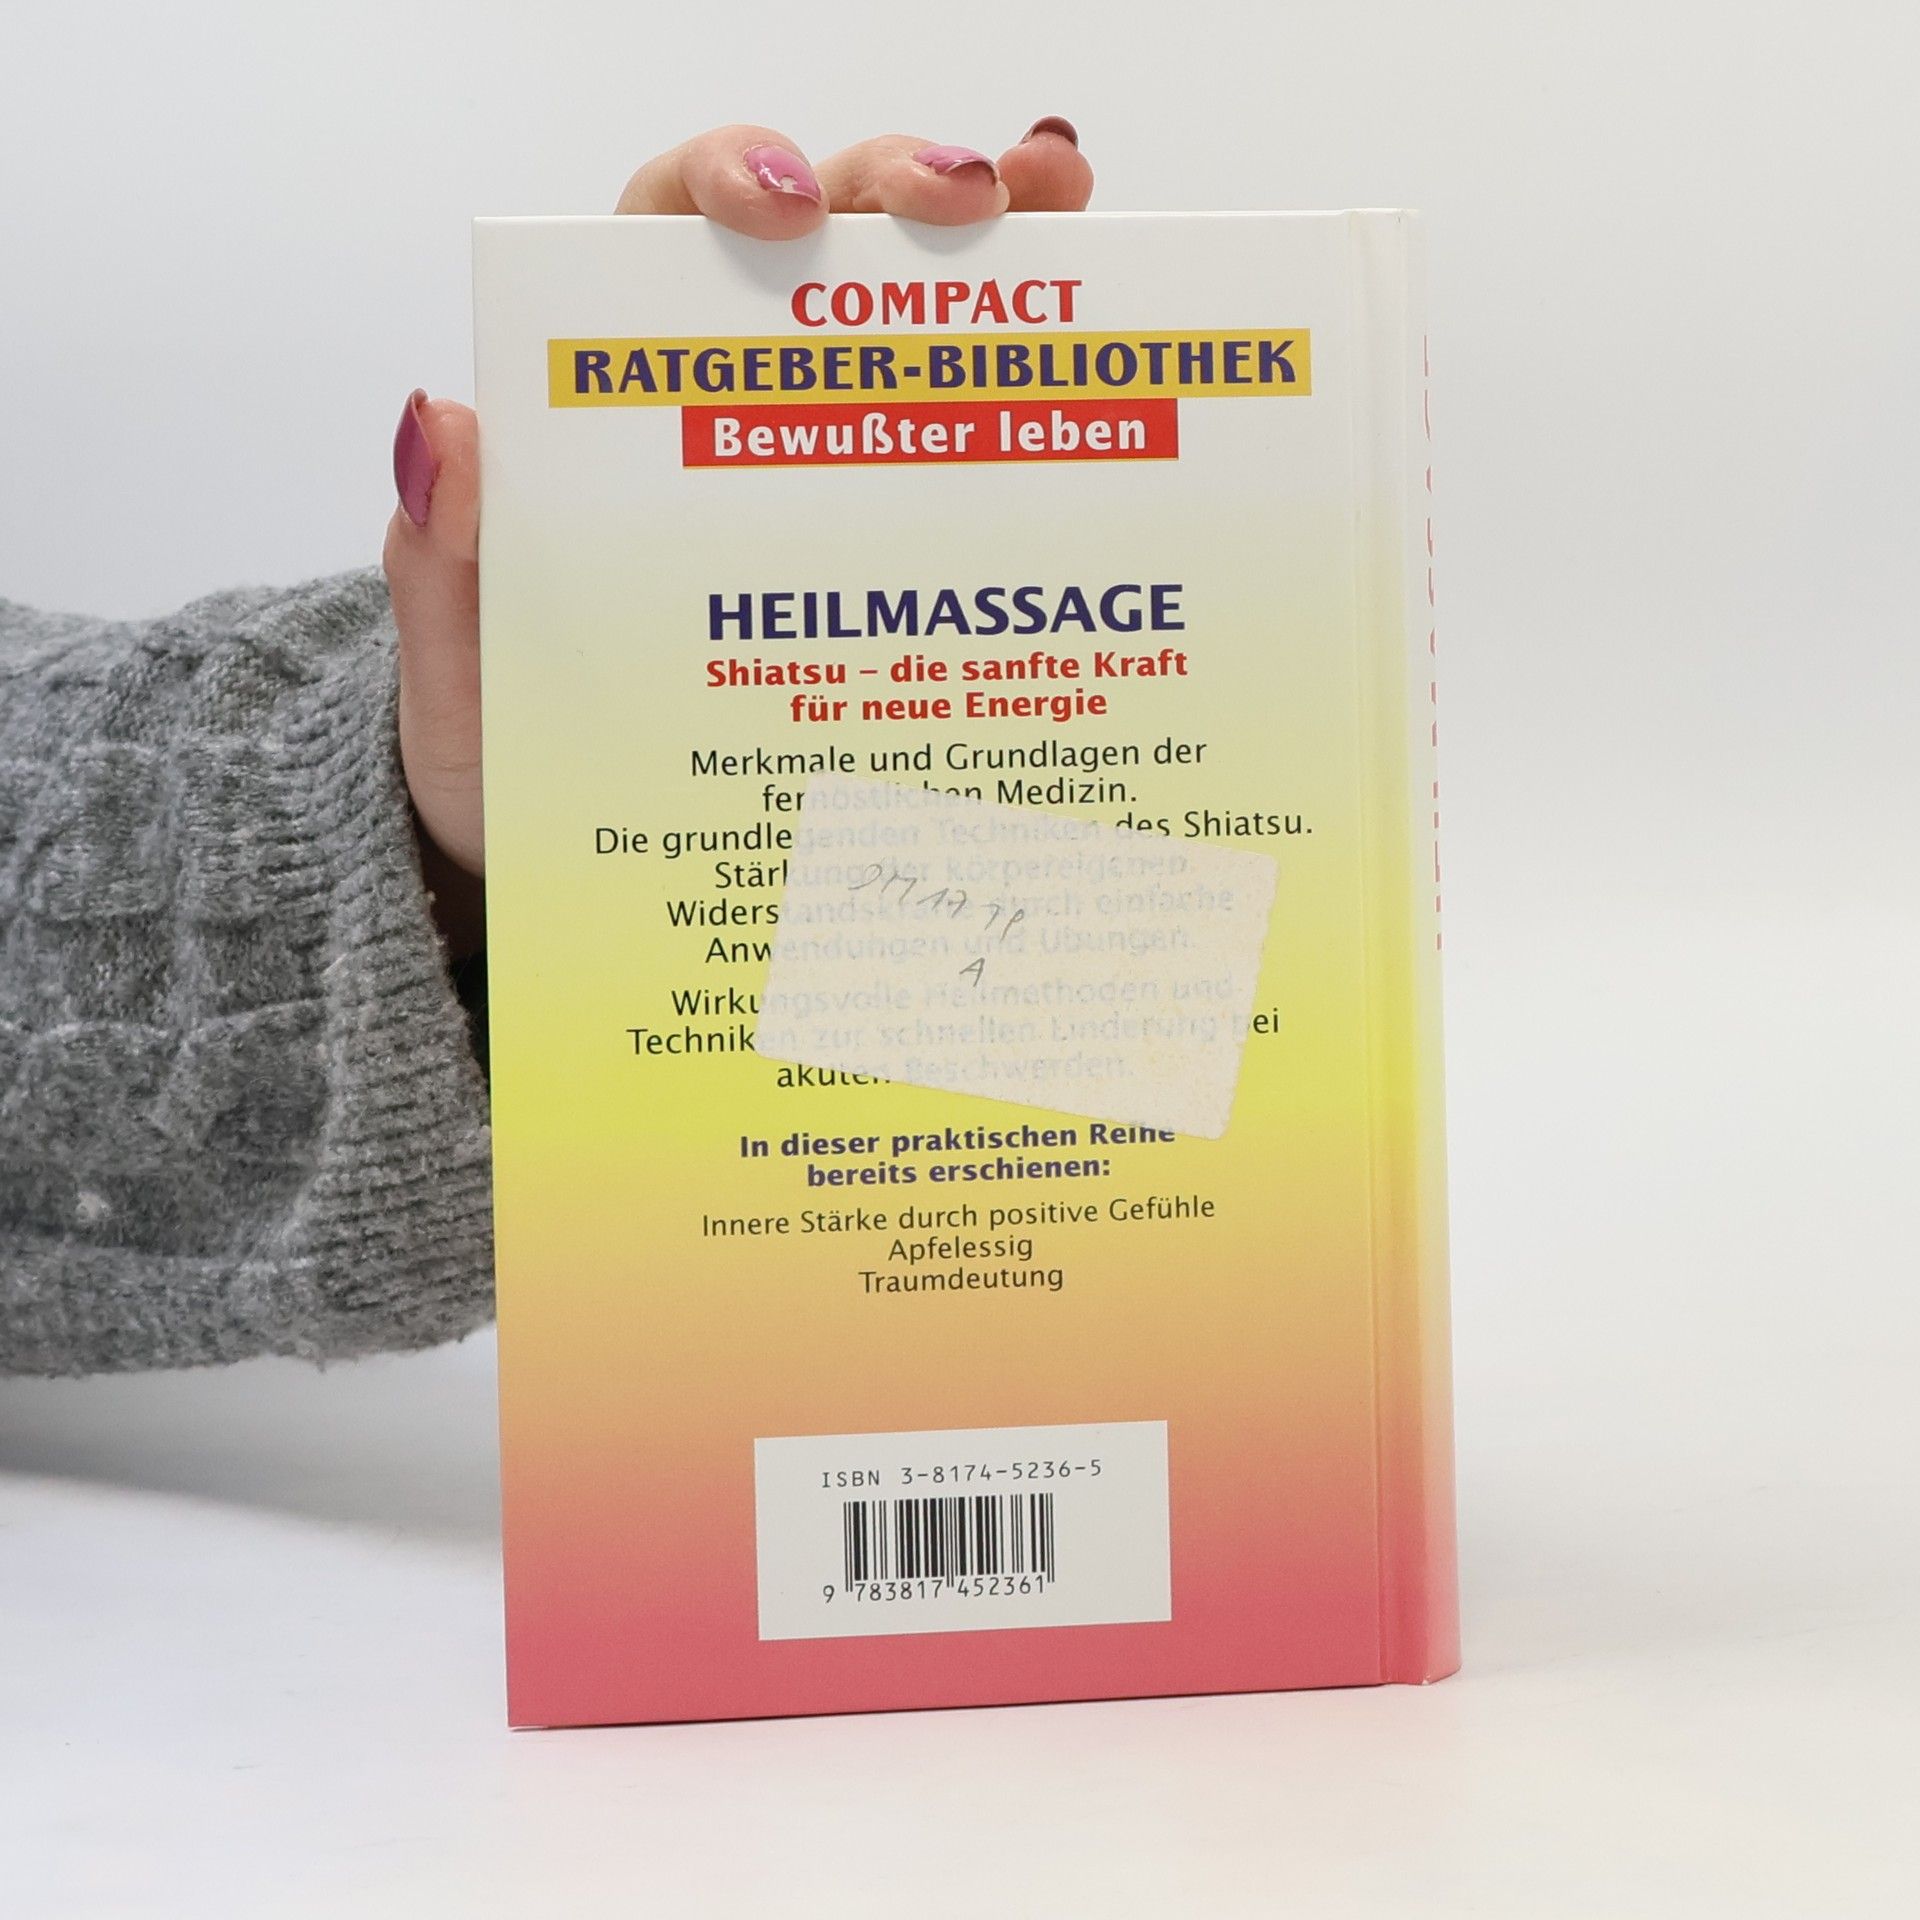 COMPACT
RATGEBER-BIBLIOTHEK
Bewußter leben
HEILMASSAGE
Shiatsu – die sanfte Kraft
für neue Energie
Merkmale und Grundlagen der
fernöstlichen Medizin.
Die grundlegenden Techniken des des Shiatsu.
Stärkung der körpereigenen
Widerstandskräfte durch einfache
Anwendungen und Übungen.
Wirkungsvolle Heilmethoden und
Techniken zur schnellen Linderung bei
akuten Beschwerden.
In dieser praktischen Reihe
bereits erschienen:
Innere Stärke durch positive Gefühle
Apfelessig
Traumdeutung
ISBN 3-8174-5236-5
9 783817 452361